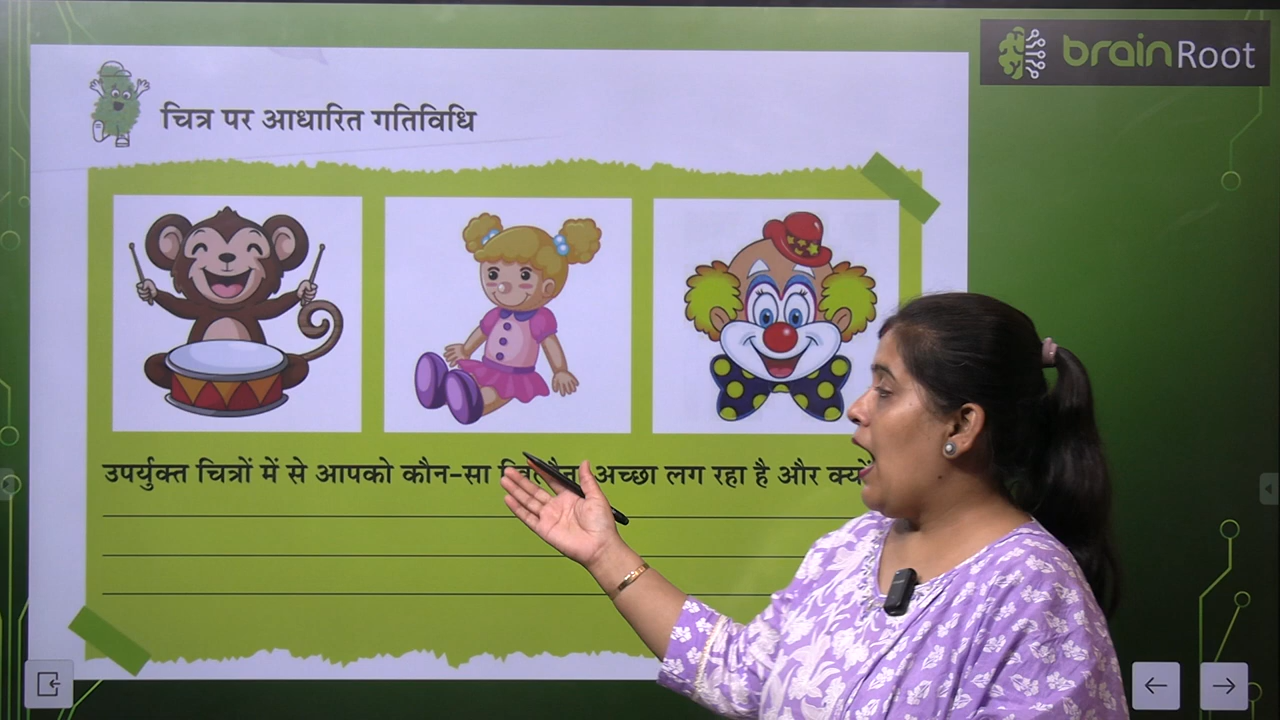 brainRoot
चित्र पर आधारित गतिविधि
उपर्युक्त चित्रों में से आपको कौन-सा अच्छा लग रहा है और